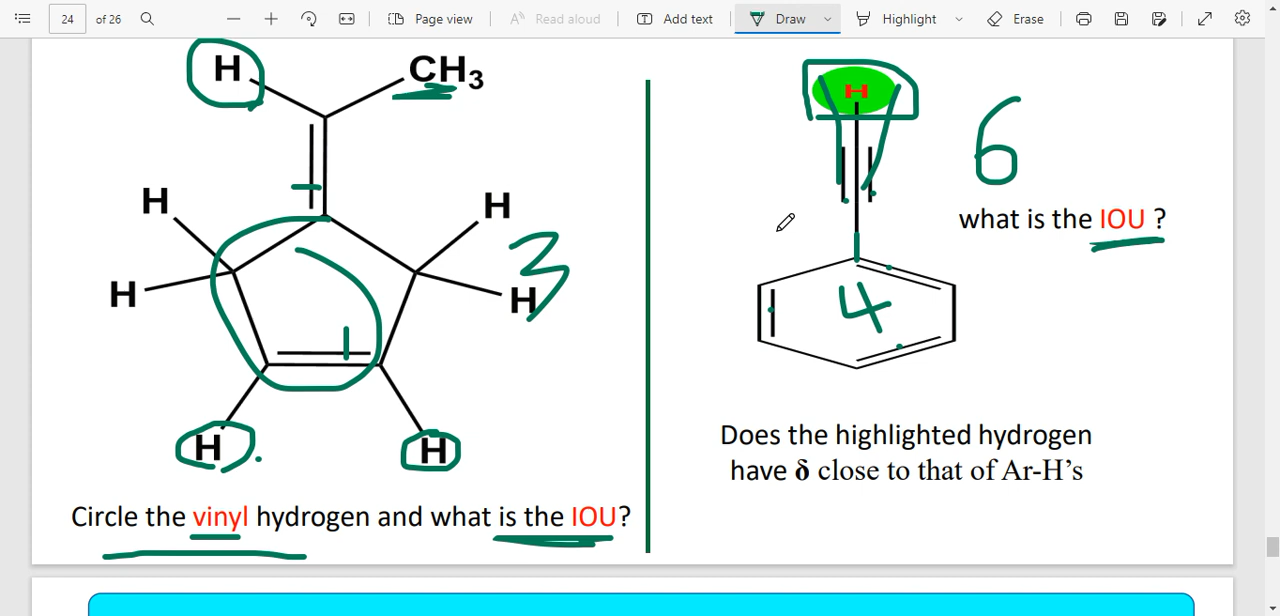 24 of 26 Page view Read aloud Add text Draw Highlight Erase
H CH3
H H
H H
3
H H
Circle the vinyl hydrogen and what is the IOU?
H
6
what is the IOU ?
4
Does the highlighted hydrogen
have δ close to that of Ar-H’s